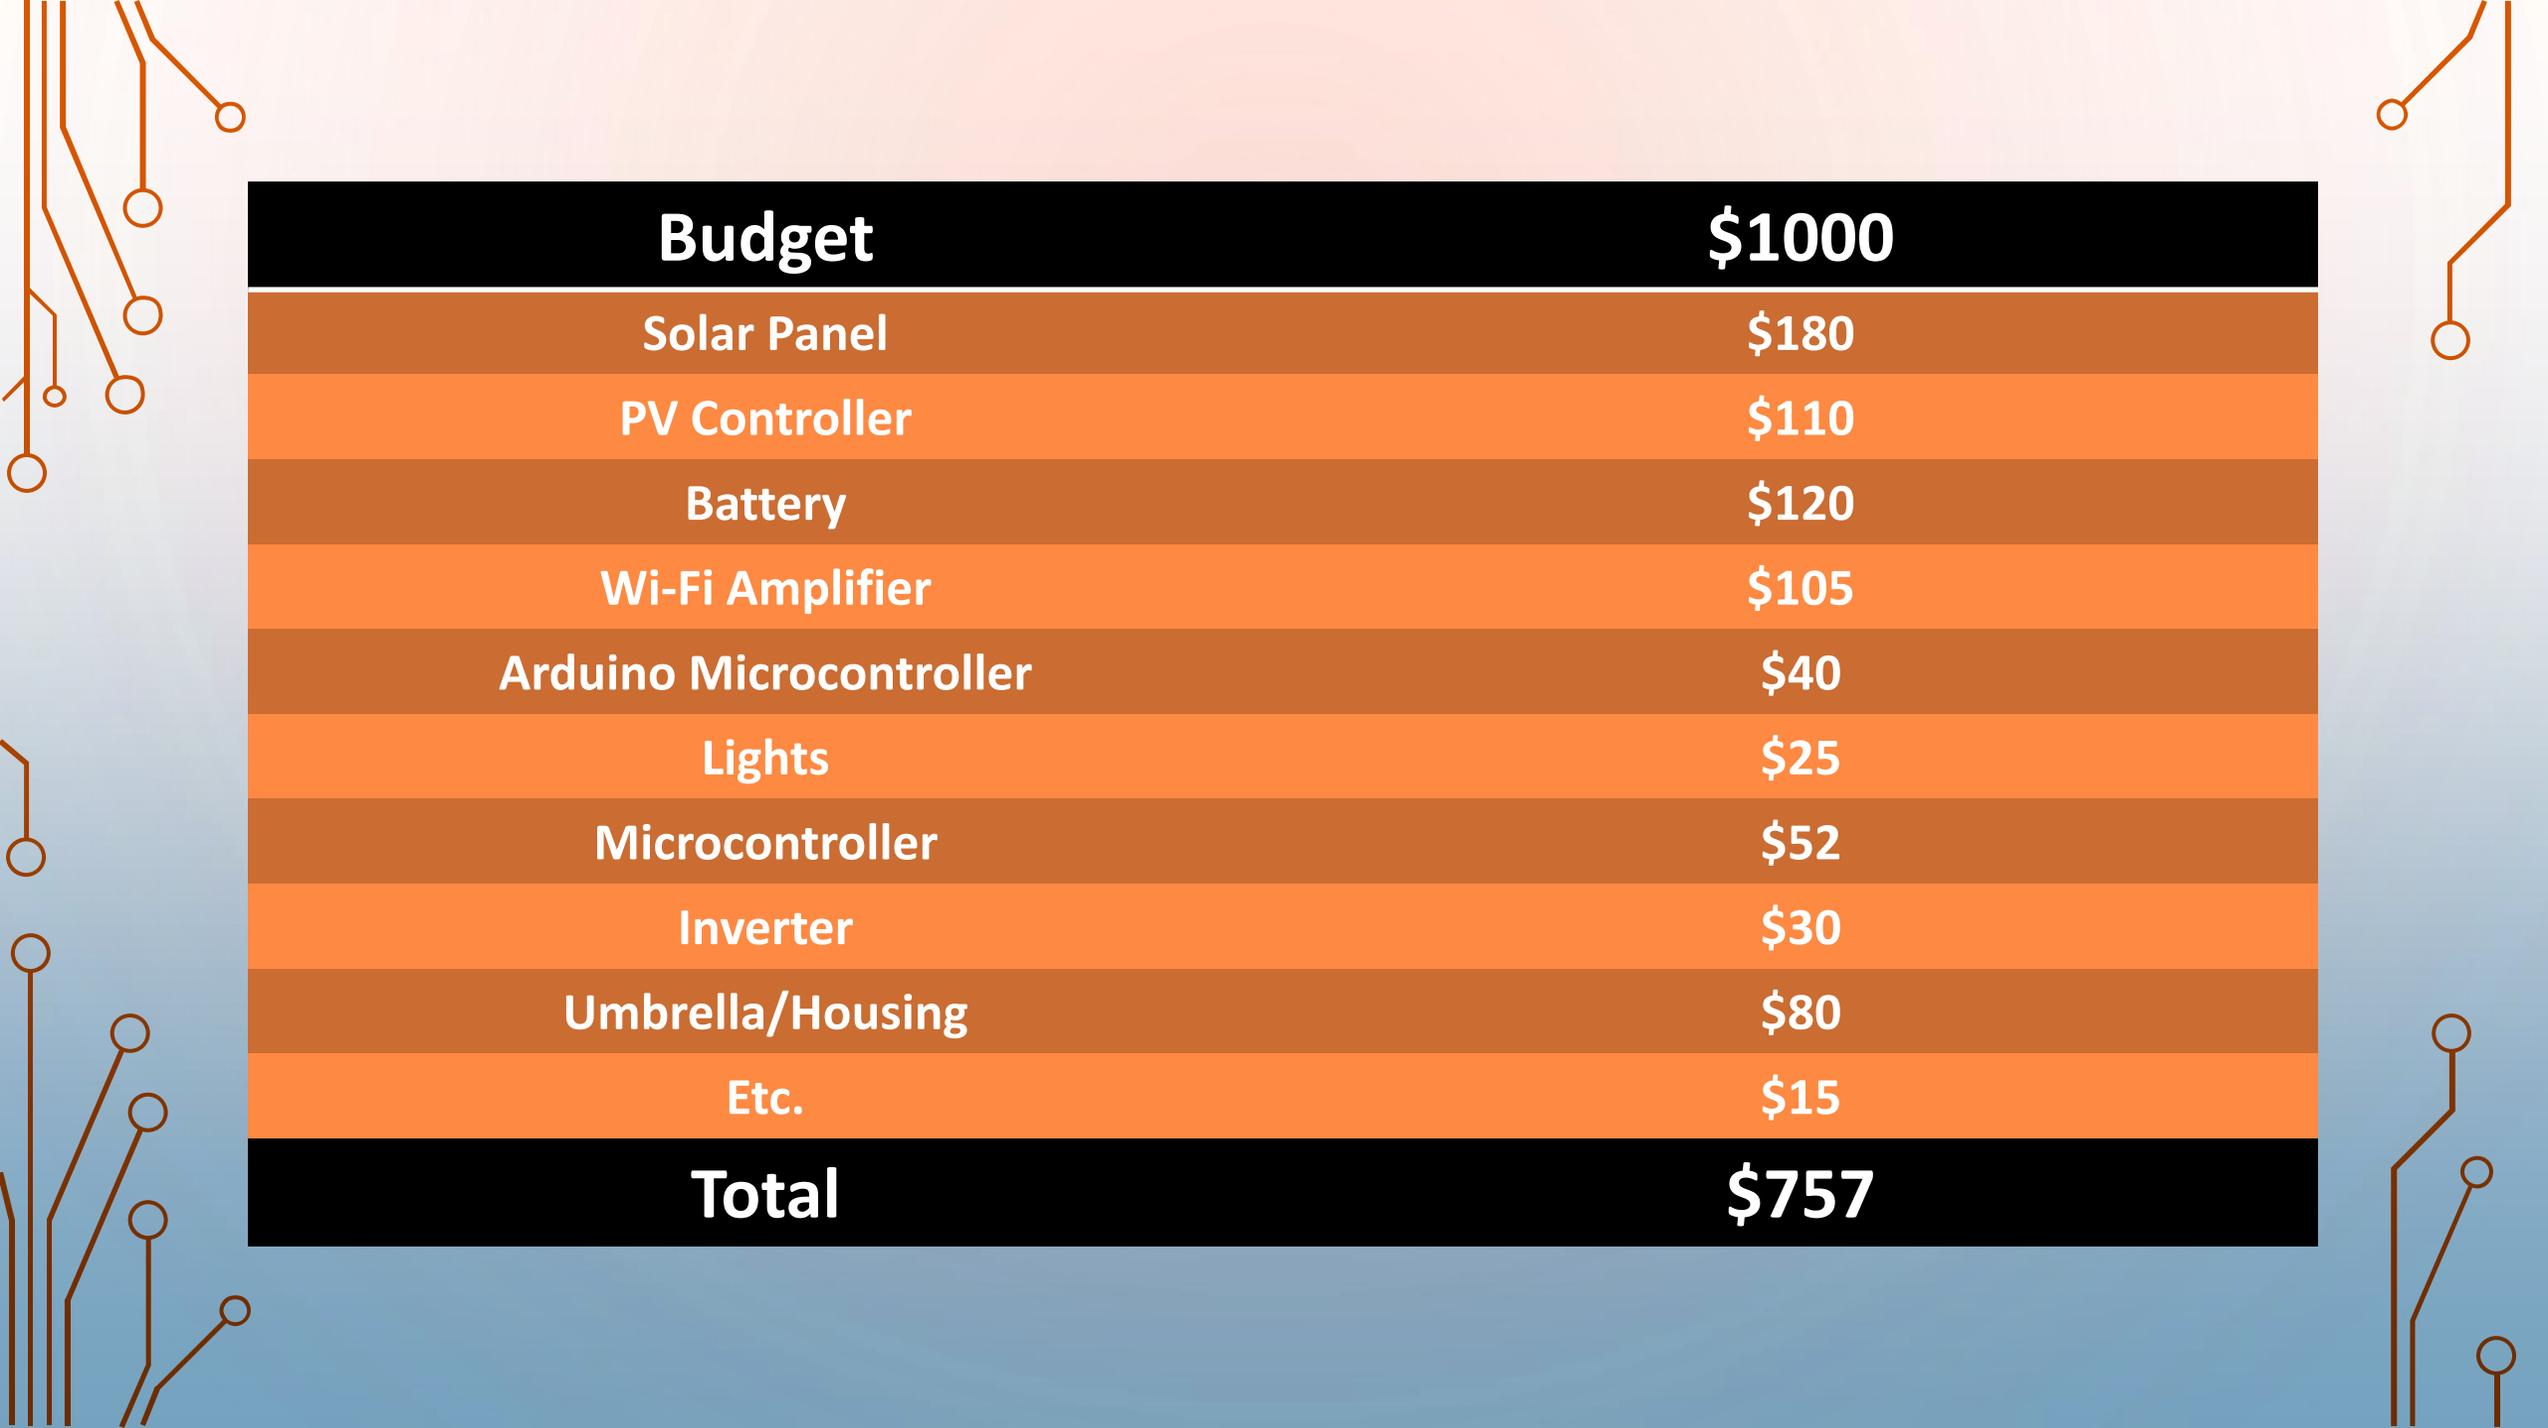 Budget $1000
Solar Panel $180
PV Controller $110
Battery $120
Wi-Fi Amplifier $105
Arduino Microcontroller $40
Lights $25
Microcontroller $52
Inverter $30
Umbrella/Housing $80
Etc. $15
Total $757